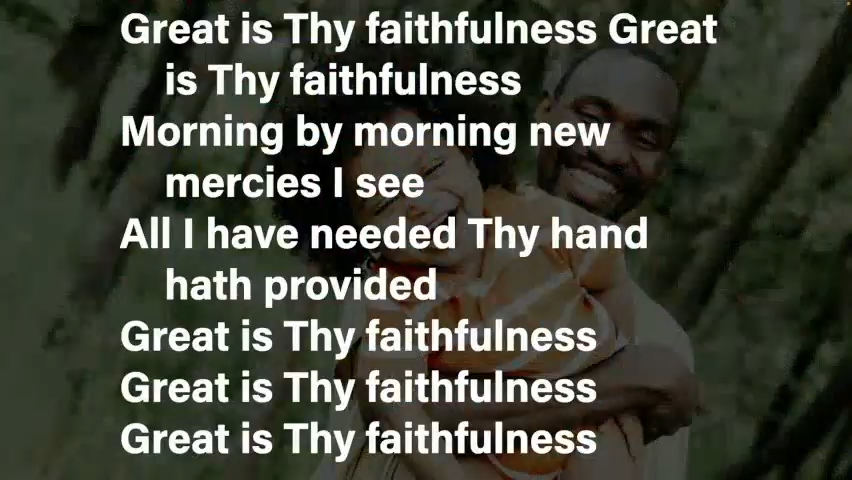 Great is Thy faithfulness Great
is Thy faithfulness
Morning by morning new
mercies I see
All I have needed Thy hand
hath provided
Great is Thy faithfulness
Great is Thy faithfulness
Great is Thy faithfulness